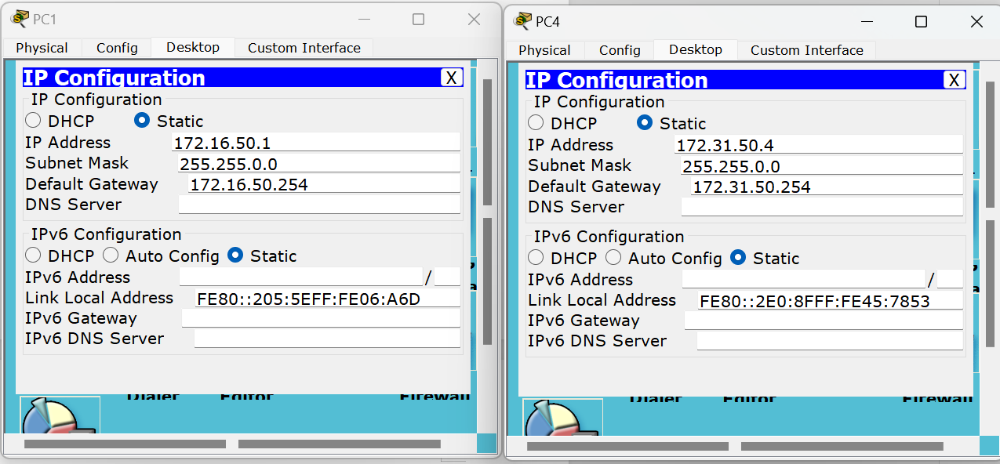 PC1
Physical Config Desktop Custom Interface
IP Configuration X
IP Configuration
DHCP Static
IP Address 172.16.50.1
Subnet Mask 255.255.0.0
Default Gateway 172.16.50.254
DNS Server
IPv6 Configuration
DHCP Auto Config Static
IPv6 Address /
Link Local Address FE80::205:5EFF:FE06:A6D
IPv6 Gateway
IPv6 DNS Server
Dialer Editor Firewall
PC4
Physical Config Desktop Custom Interface
IP Configuration X
IP Configuration
DHCP Static
IP Address 172.31.50.4
Subnet Mask 255.255.0.0
Default Gateway 172.31.50.254
DNS Server
IPv6 Configuration
DHCP Auto Config Static
IPv6 Address /
Link Local Address FE80::2E0:8FFF:FE45:7853
IPv6 Gateway
IPv6 DNS Server
Dialer Editor Firewall